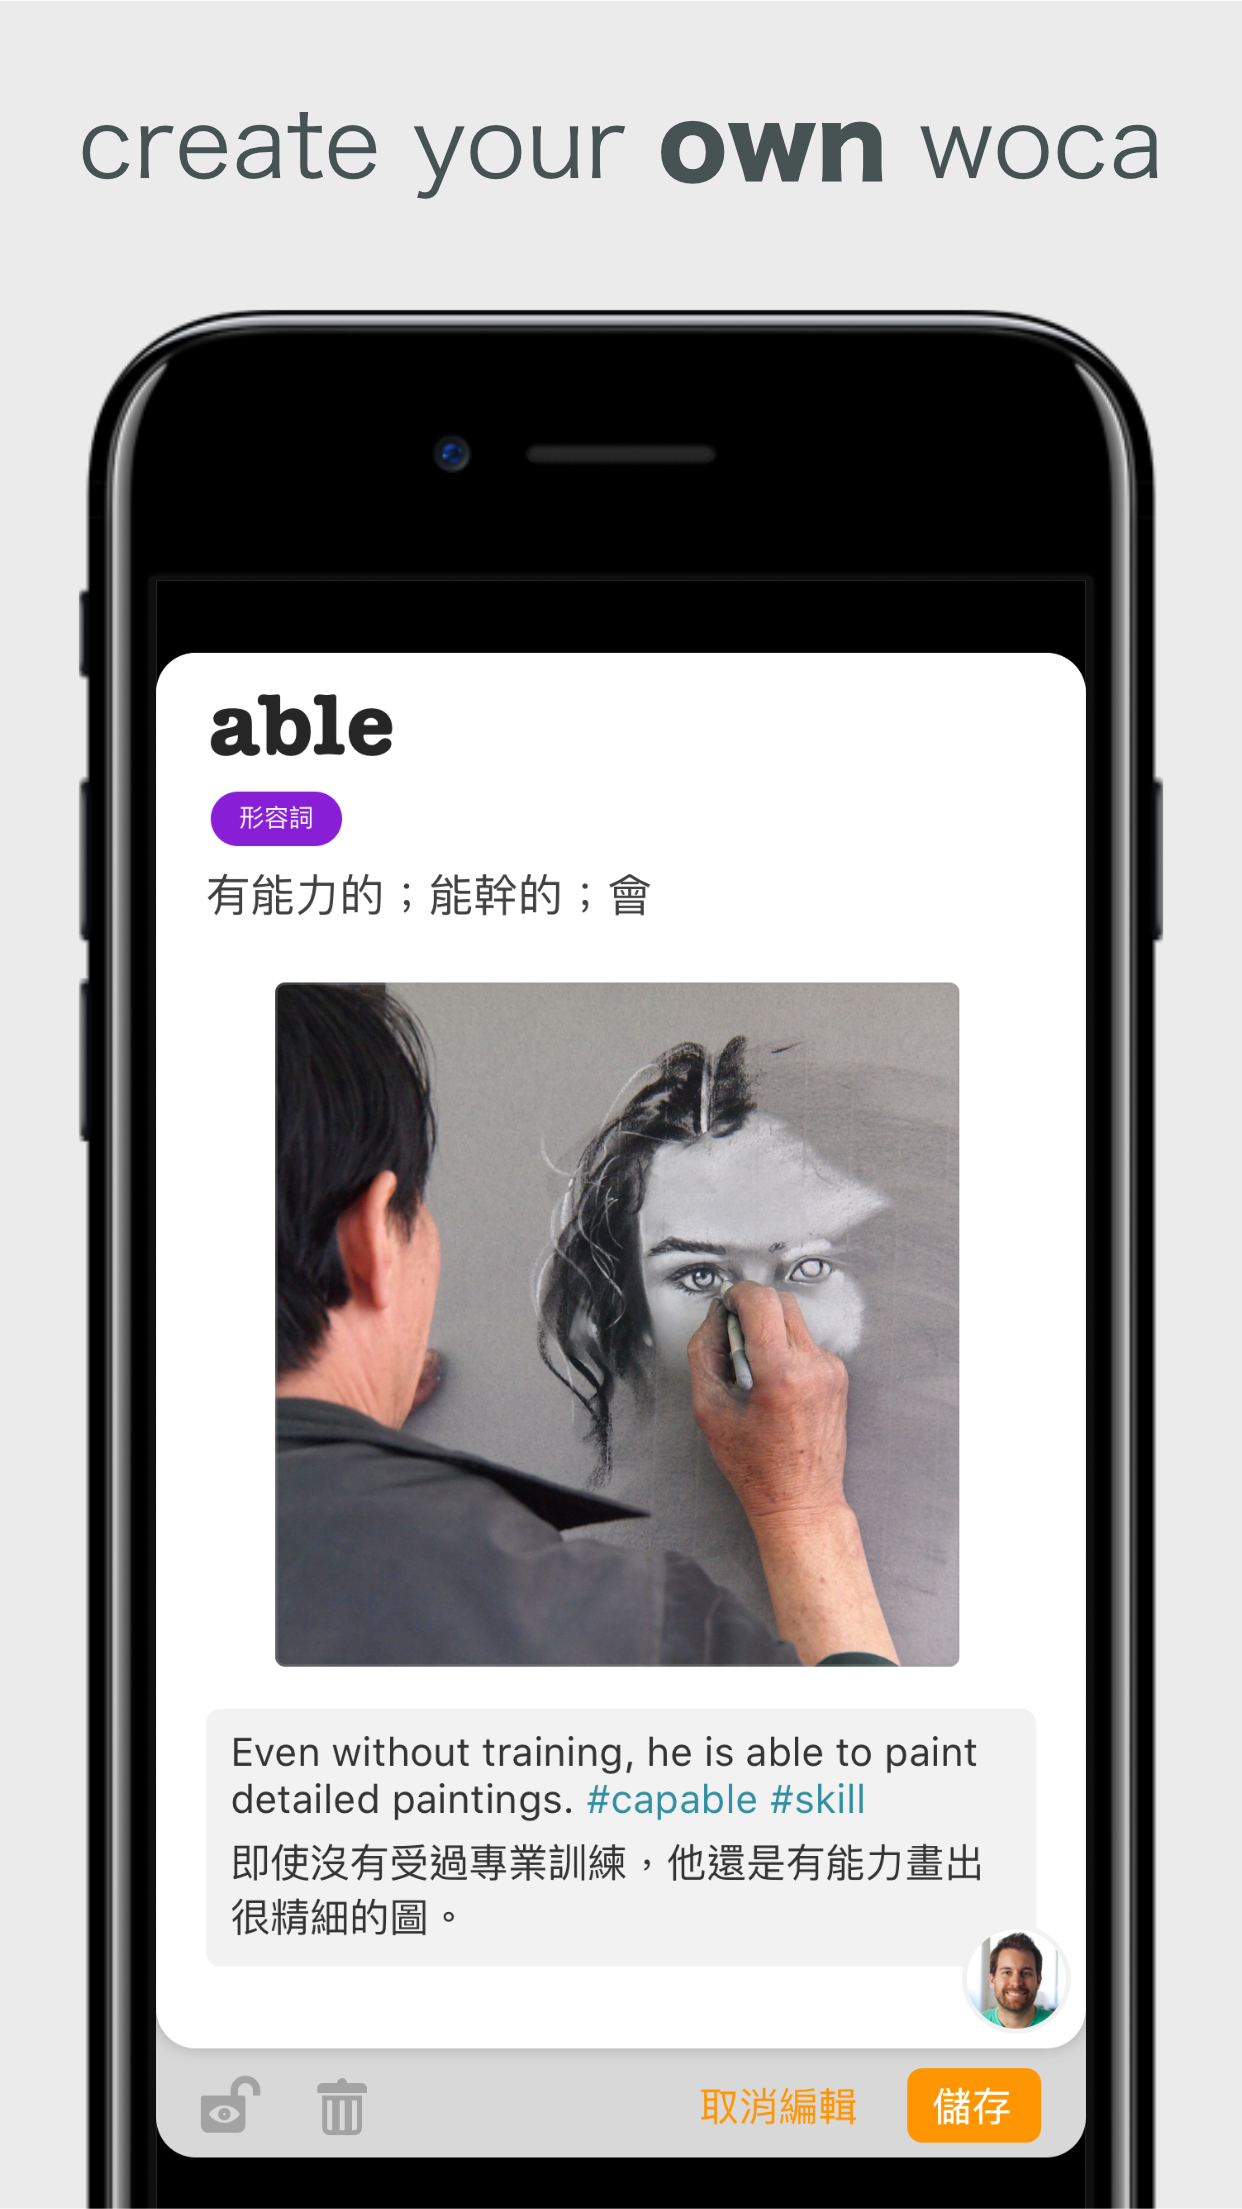 create your own woca
able
形容詞
有能力的；能幹的；會
Even without training, he is able to paint
detailed paintings. #capable #skill
即使沒有受過專業訓練，他還是有能力畫出
很精細的圖。
取消編輯
儲存